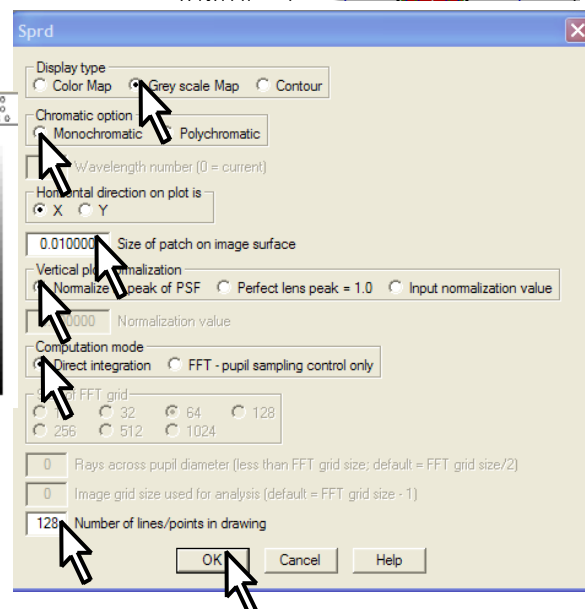 Sprd
Display type
Color Map Grey scale Map Contour
Chromatic option
Monochromatic Polychromatic
Wavelength number (0 = current)
Horizontal direction on plot is
X Y
0.010000 Size of patch on image surface
Vertical plot normalization
Normalize peak of PSF Perfect lens peak = 1.0 Input normalization value
Normalization value
Computation mode
Direct integration FFT - pupil sampling control only
of FFT grid
32 64 128
256 512 1024
0 Rays across pupil diameter (less than FFT grid size; default = FFT grid size/2)
0 Image grid size used for analysis (default = FFT grid size - 1)
128 Number of lines/points in drawing
OK Cancel Help